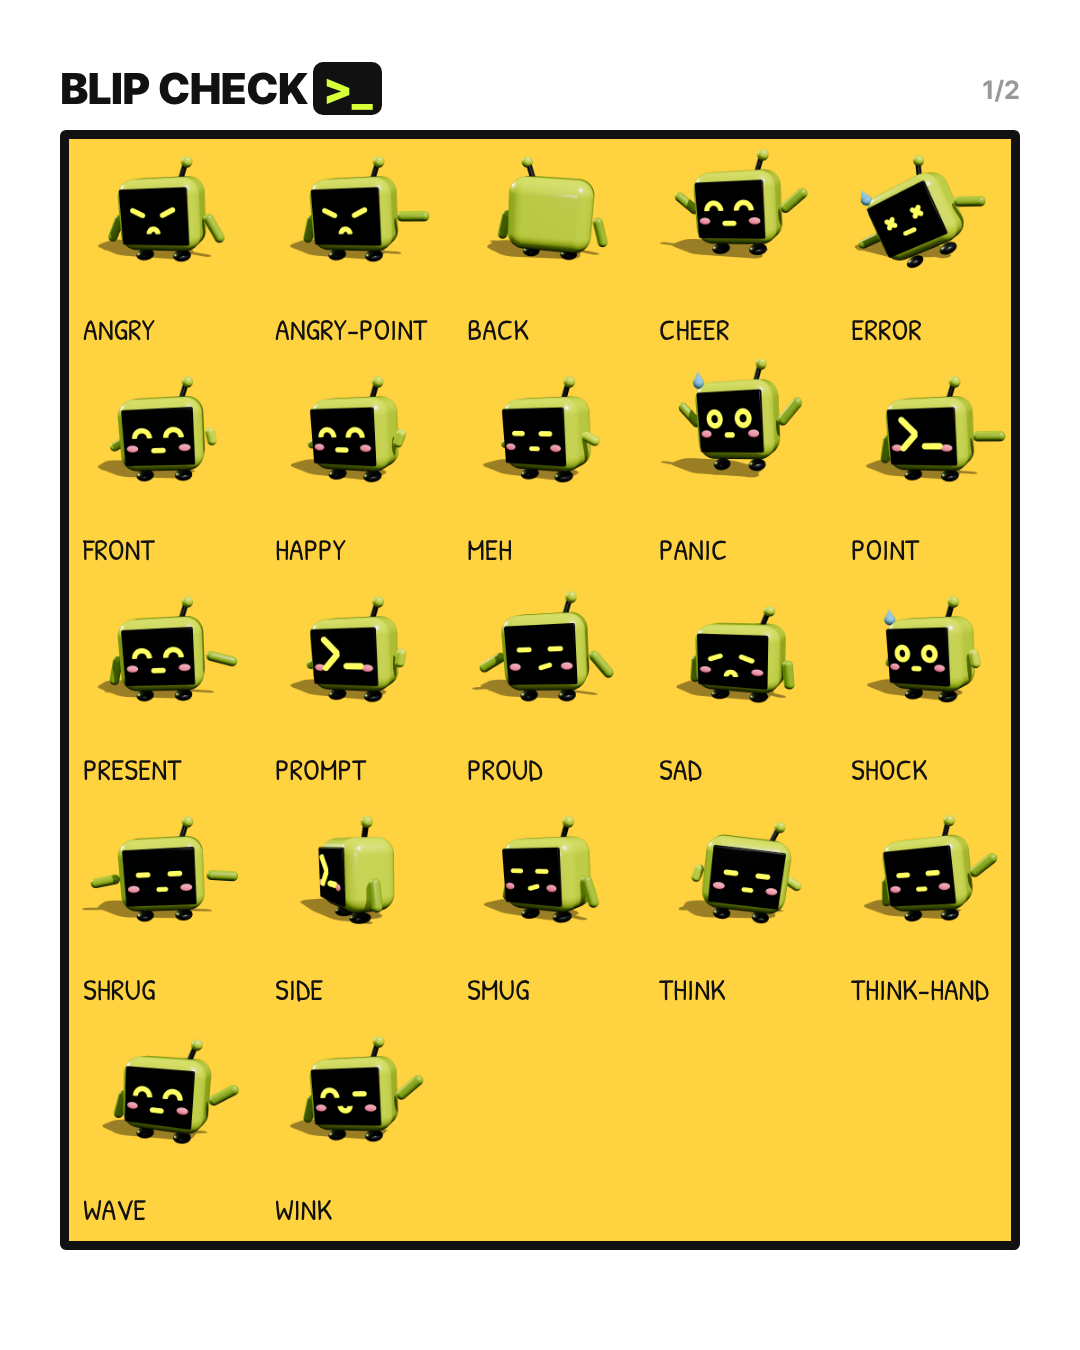 BLIP CHECK >_
1/2
ANGRY ANGRY-POINT BACK CHEER ERROR
FRONT HAPPY MEH PANIC POINT
PRESENT PROMPT PROUD SAD SHOCK
SHRUG SIDE SMUG THINK THINK-HAND
WAVE WINK